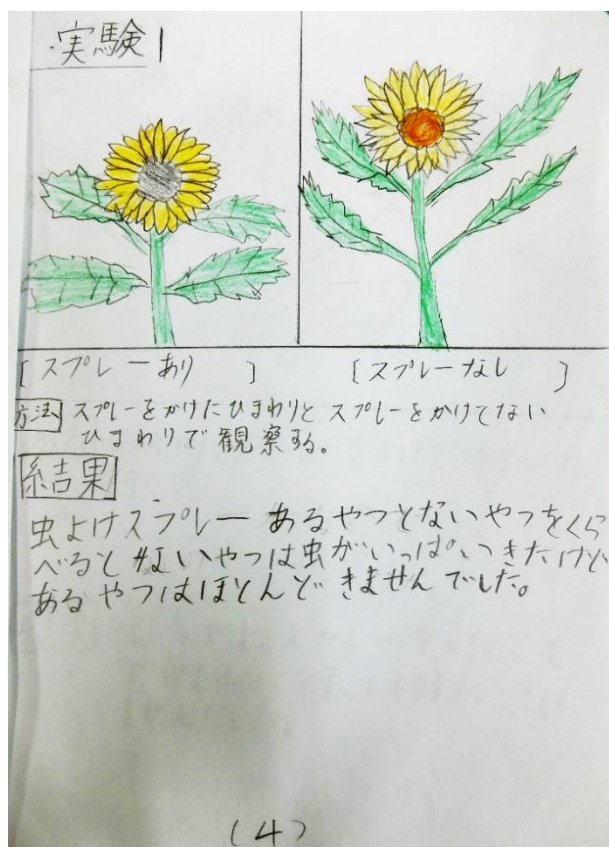 ・実験1
[スプレーあり] [スプレーなし]
方法 スプレーをかけたひまわりと スプレーをかけてない
ひまわりで観察する。
結果
虫よけスプレー あるやつとないやつをくら
べると ないやつは虫がいっぱいつきたけど
あるやつはほとんど きませんでした。
(4)